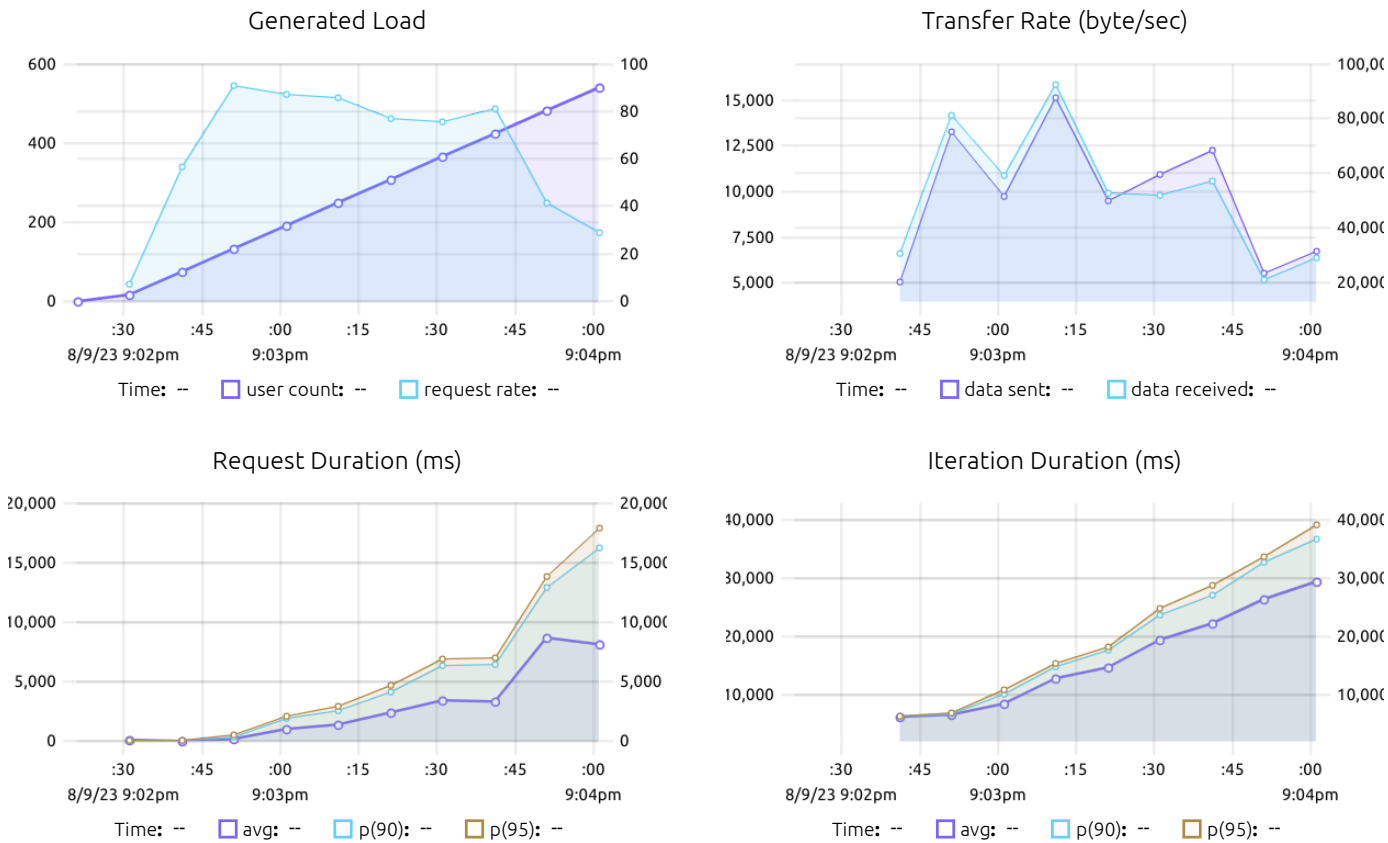 Generated Load
600 100
400 80
200 60
0 40
20
0
:30 :45 :00 :15 :30 :45 :00
8/9/23 9:02pm 9:03pm 9:04pm
Time: -- user count: -- request rate: --
Transfer Rate (byte/sec)
15,000 100,00
12,500 80,000
10,000 60,000
7,500 40,000
5,000 20,000
:30 :45 :00 :15 :30 :45 :00
8/9/23 9:02pm 9:03pm 9:04pm
Time: -- data sent: -- data received: --
Request Duration (ms)
20,000 20,000
15,000 15,000
10,000 10,000
5,000 5,000
0 0
:30 :45 :00 :15 :30 :45 :00
8/9/23 9:02pm 9:03pm 9:04pm
Time: -- avg: -- p(90): -- p(95): --
Iteration Duration (ms)
40,000 40,000
30,000 30,000
20,000 20,000
10,000 10,000
:30 :45 :00 :15 :30 :45 :00
8/9/23 9:02pm 9:03pm 9:04pm
Time: -- avg: -- p(90): -- p(95): --